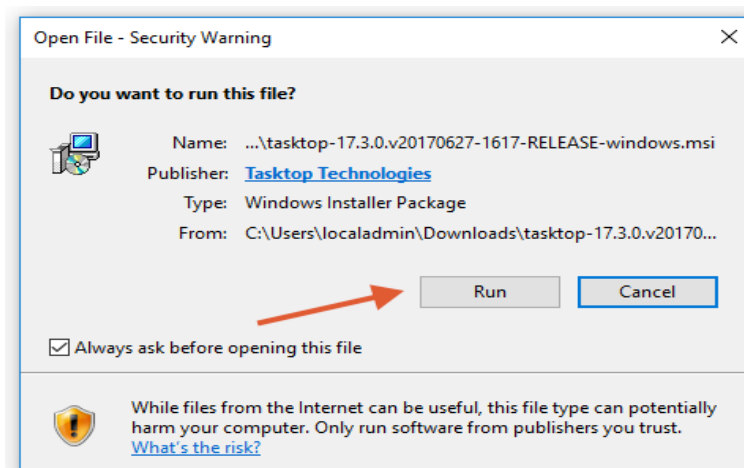 Open File - Security Warning
Do you want to run this file?
Name: ...\tasktop-17.3.0.v20170627-1617-RELEASE-windows.msi
Publisher: Tasktop Technologies
Type: Windows Installer Package
From: C:\Users\localadmin\Downloads\tasktop-17.3.0.v20170...
Run Cancel
Always ask before opening this file
While files from the Internet can be useful, this file type can potentially
harm your computer. Only run software from publishers you trust.
What's the risk?